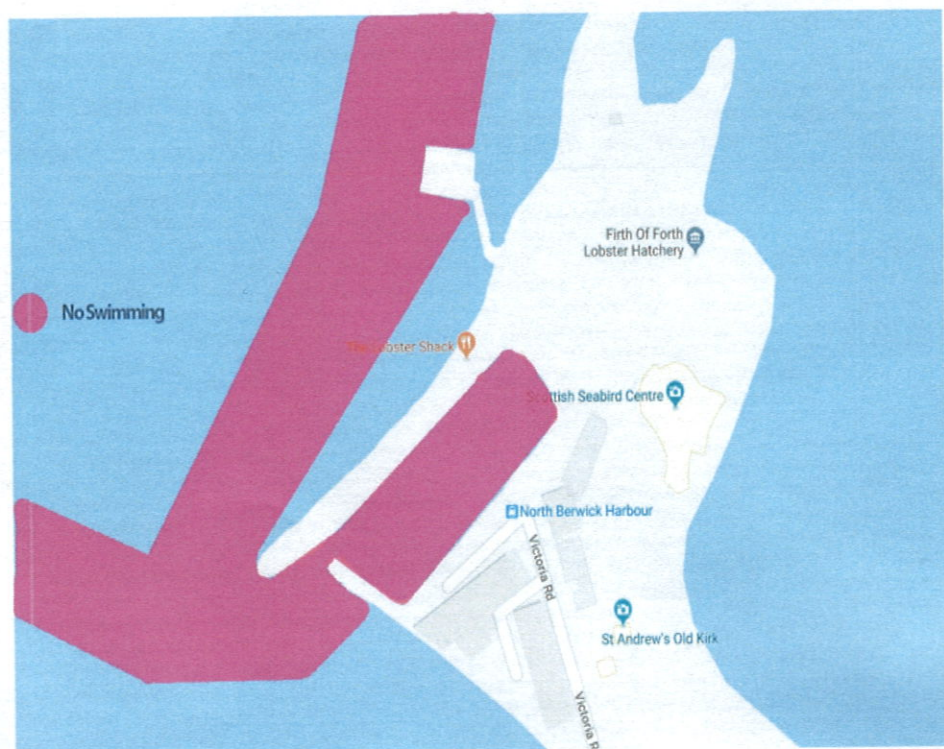 Firth Of Forth
Lobster Hatchery
No Swimming
Lobster Shack
Scottish Seabird Centre
North Berwick Harbour
Victoria Rd
St Andrew's Old Kirk
Victoria R